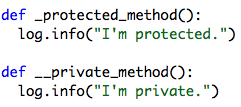 def _protected_method():
  log.info("I'm protected.")

def __private_method():
  log.info("I'm private.")